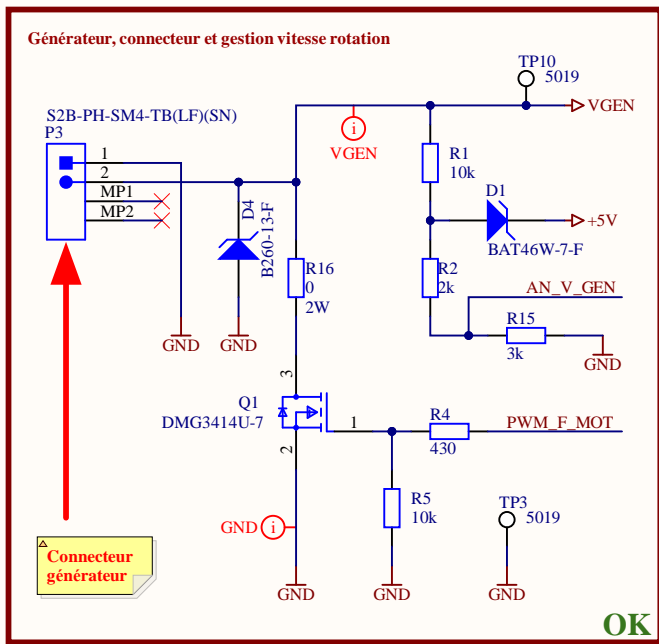 Générateur, connecteur et gestion vitesse rotation
TP10
5019
VGEN
S2B-PH-SM4-TB(LF)(SN)
P3
1
2
MP1
MP2
i
VGEN
R1
10k
D1
+5V
BAT46W-7-F
D4
B260-13-F
R16
0
2W
R2
2k
AN_V_GEN
R15
3k
GND
GND
GND
3
Q1
DMG3414U-7
1
2
R4
430
PWM_F_MOT
R5
10k
TP3
5019
GND i
Connecteur
générateur
GND
GND
GND
OK